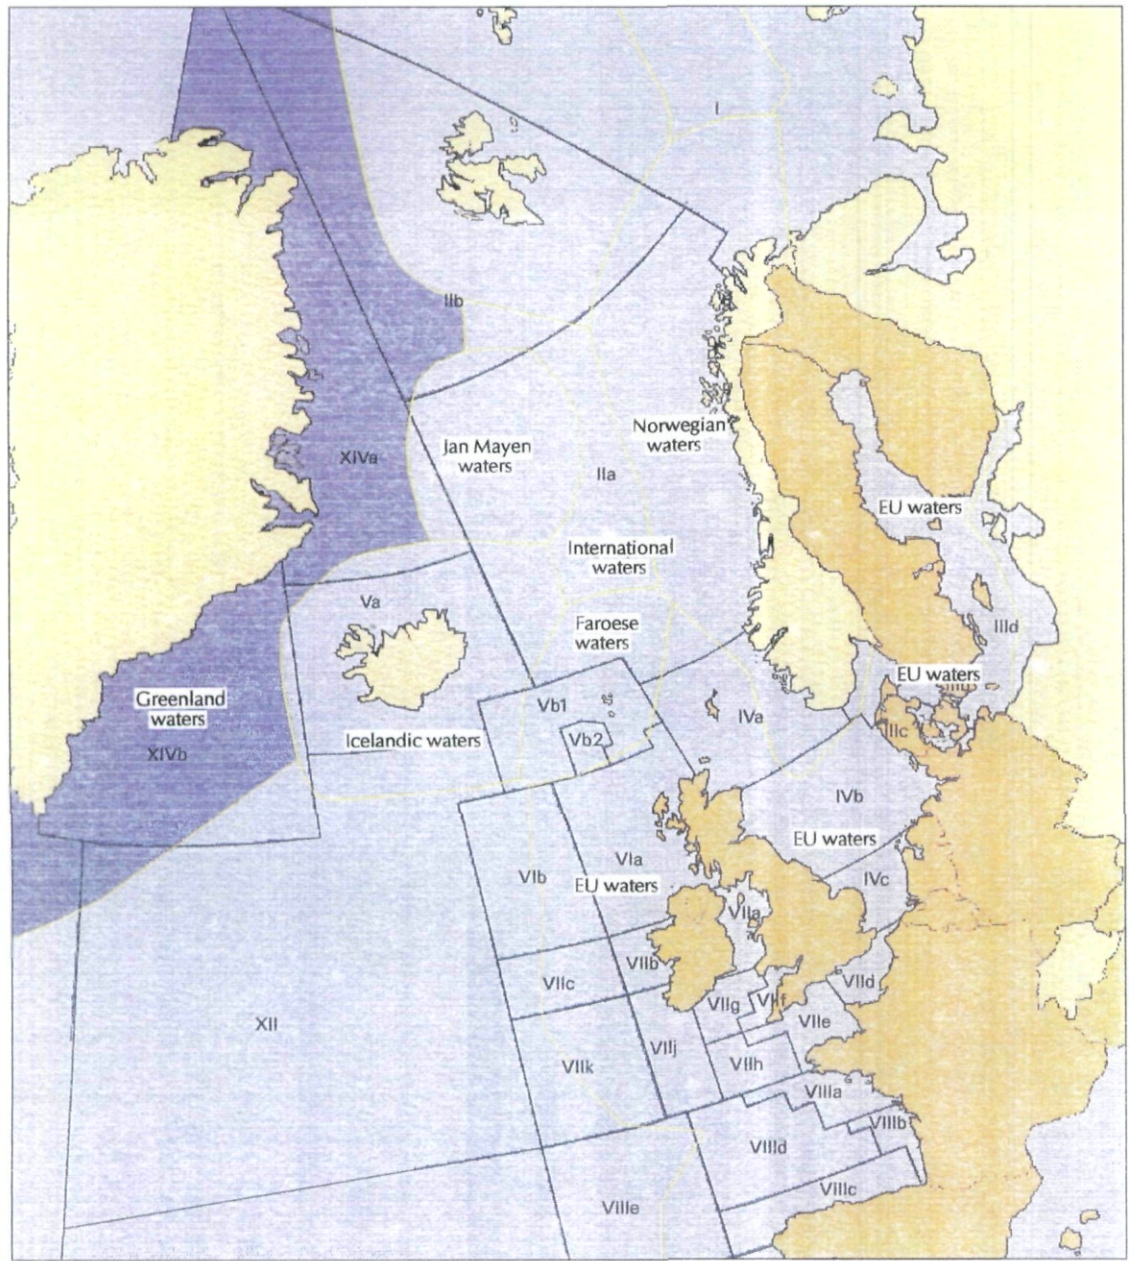 I
IIb
Norwegian
waters
Jan Mayen
waters
XIVa
IIa
EU waters
International
waters
Va
Faroese
waters
IIId
EU waters
Greenland
waters
Vb1
IVa
IIIc
Icelandic waters
Vb2
XIVb
IVb
EU waters
VIa
VIb
EU waters
IVc
VIIa
VIIb
VIIc
VIId
VIIg
VIIf
VIIe
XII
VIIj
VIIk
VIIh
VIIIa
VIIIb
VIIId
VIIIc
VIIIe